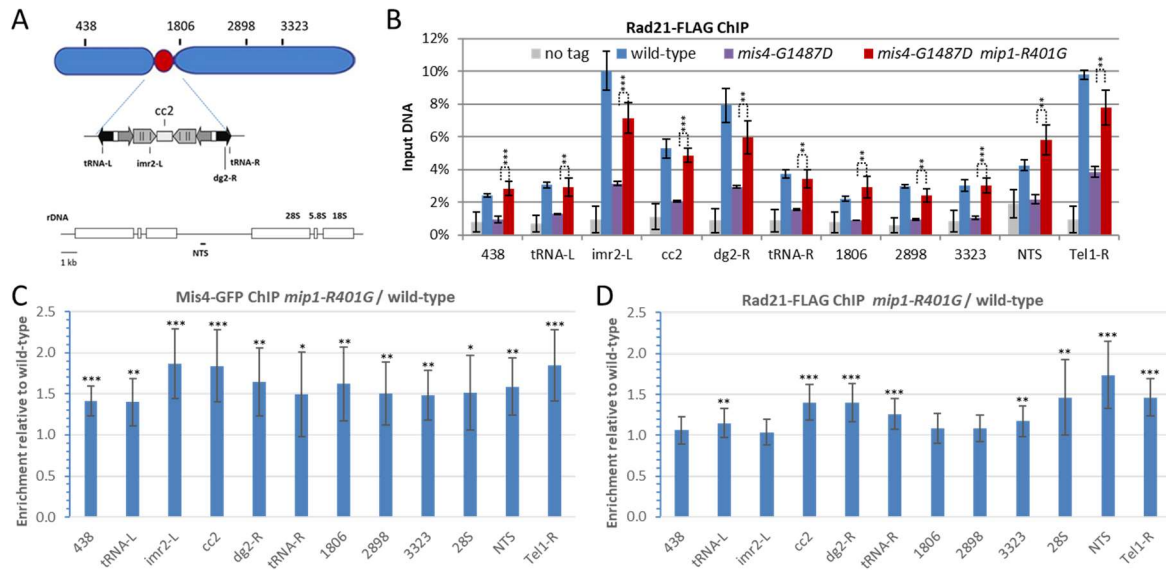 A
438 1806 2898 3323
cc2
tRNA-L imr2-L tRNA-R
dg2-R
rDNA 28S 5.8S 18S
NTS
1 kb
B
Rad21-FLAG ChIP
no tag wild-type mis4-G1487D mis4-G1487D mip1-R401G
Input DNA
12%
10%
8%
6%
4%
2%
0%
*** ** *** *** ** ** ** ** *** ** **
438 tRNA-L imr2-L cc2 dg2-R tRNA-R 1806 2898 3323 NTS Tel1-R
C
Mis4-GFP ChIP mip1-R401G / wild-type
Enrichment relative to wild-type
2.5
2.0
1.5
1.0
0.5
0.0
*** ** *** *** ** * ** ** ** * ** ***
438 tRNA-L imr2-L cc2 dg2-R tRNA-R 1806 2898 3323 28S NTS Tel1-R
D
Rad21-FLAG ChIP mip1-R401G / wild-type
Enrichment relative to wild-type
2.5
2.0
1.5
1.0
0.5
0.0
** *** *** *** ** ** *** ***
438 tRNA-L imr2-L cc2 dg2-R tRNA-R 1806 2898 3323 28S NTS Tel1-R